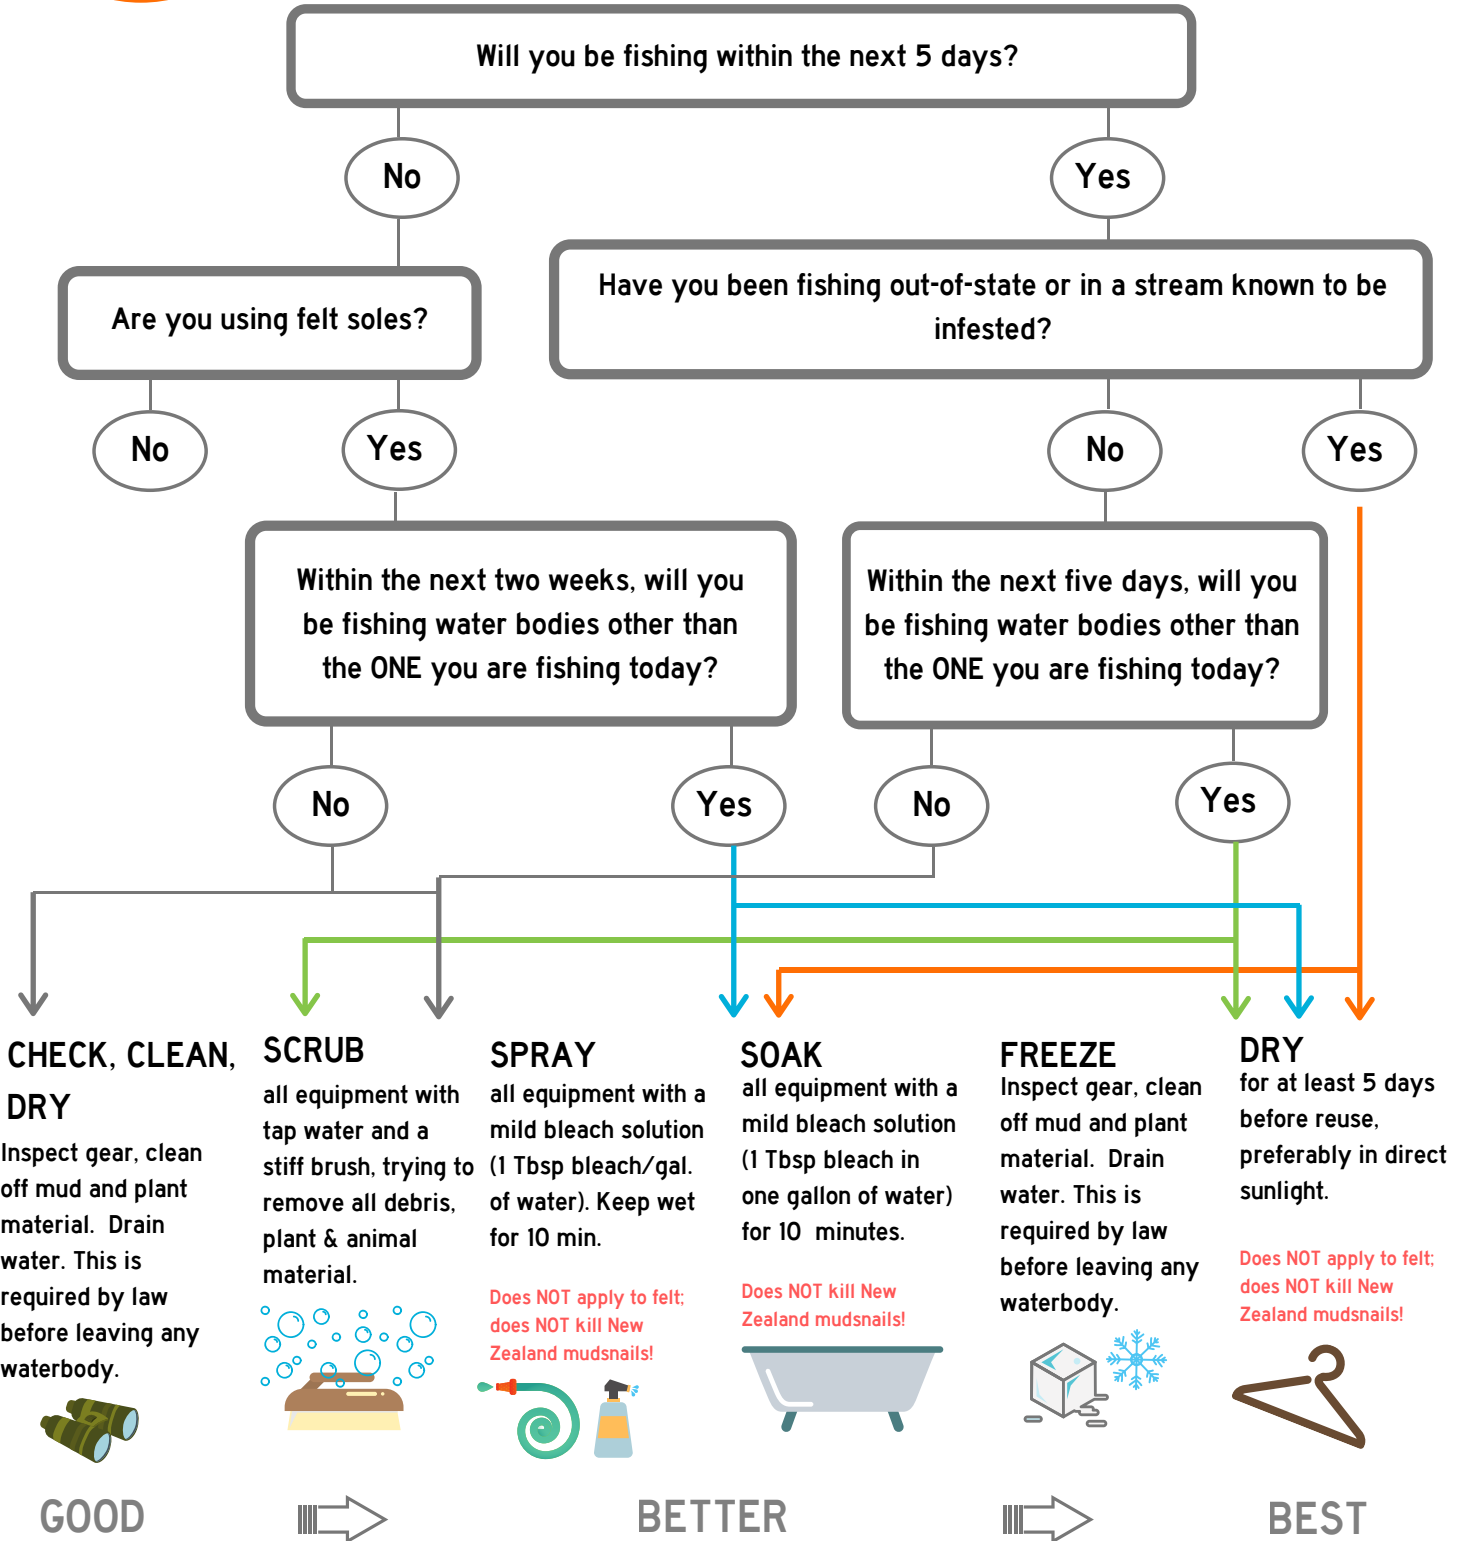 Will you be fishing within the next 5 days?
No
Yes
Are you using felt soles?
Have you been fishing out-of-state or in a stream known to be
infested?
No
Yes
No
Yes
Within the next two weeks, will you
be fishing water bodies other than
the ONE you are fishing today?
Within the next five days, will you
be fishing water bodies other than
the ONE you are fishing today?
No
Yes
No
Yes
CHECK, CLEAN,
DRY
Inspect gear, clean
off mud and plant
material. Drain
water. This is
required by law
before leaving any
waterbody.
SCRUB
all equipment with
tap water and a
stiff brush, trying to
remove all debris,
plant & animal
material.
SPRAY
all equipment with a
mild bleach solution
(1 Tbsp bleach/gal.
of water). Keep wet
for 10 min.
Does NOT apply to felt;
does NOT kill New
Zealand mudsnails!
SOAK
all equipment with a
mild bleach solution
(1 Tbsp bleach in
one gallon of water)
for 10 minutes.
Does NOT kill New
Zealand mudsnails!
FREEZE
Inspect gear, clean
off mud and plant
material. Drain
water. This is
required by law
before leaving any
waterbody.
DRY
for at least 5 days
before reuse,
preferably in direct
sunlight.
Does NOT apply to felt;
does NOT kill New
Zealand mudsnails!
GOOD
BETTER
BEST